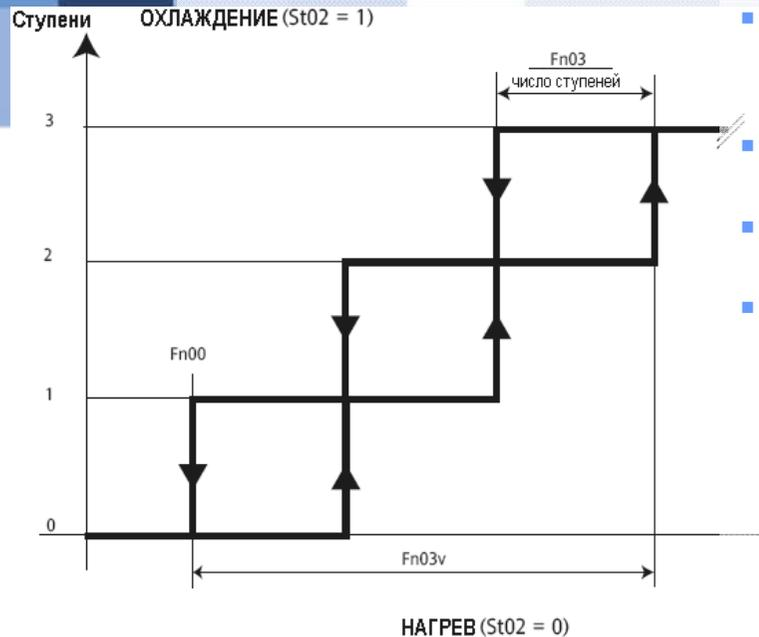 Ступени
ОХЛАЖДЕНИЕ (St02 = 1)
Fn03
число ступеней
3
2
Fn00
1
0
Fn03v
НАГРЕВ (St02 = 0)